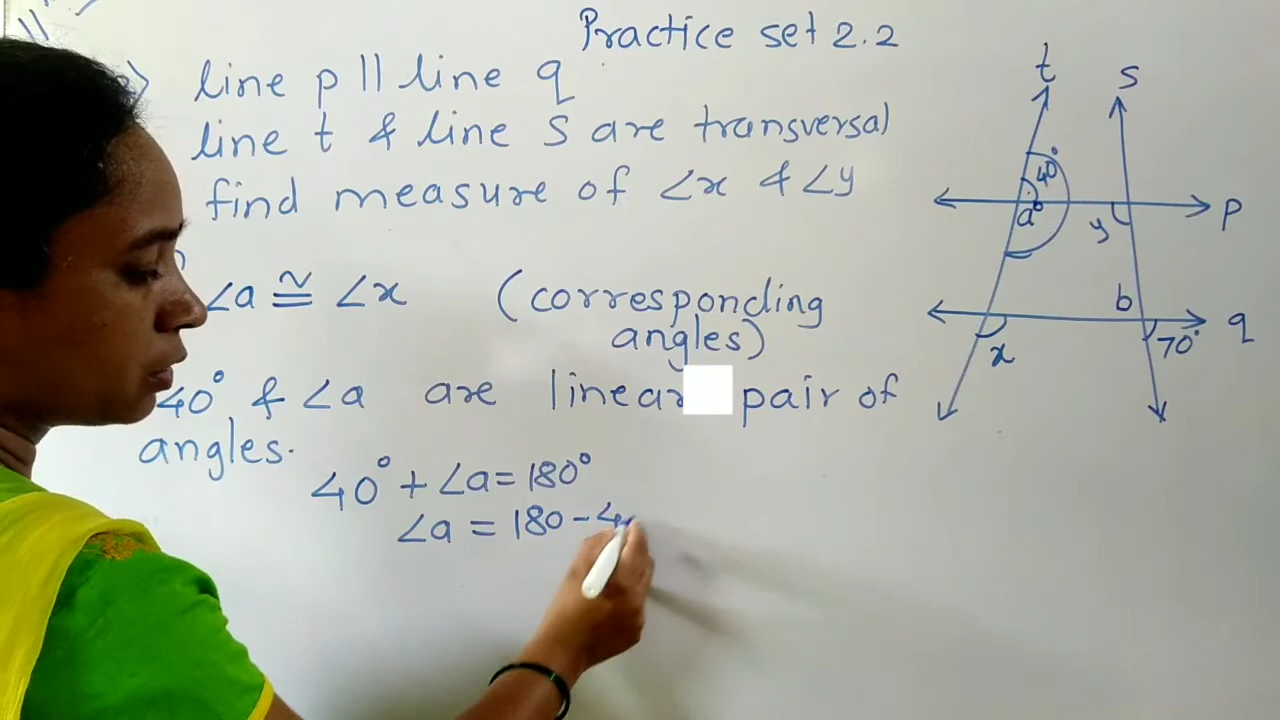 Practice set 2.2
line p || line q
line t & line s are transversal
find measure of ∠x & ∠y
∠a ≅ ∠x (corresponding
angles)
40° & ∠a are linear pair of
angles.
40° + ∠a = 180°
∠a = 180 - 4
t
s
40°
a
p
y
b
q
x
70°